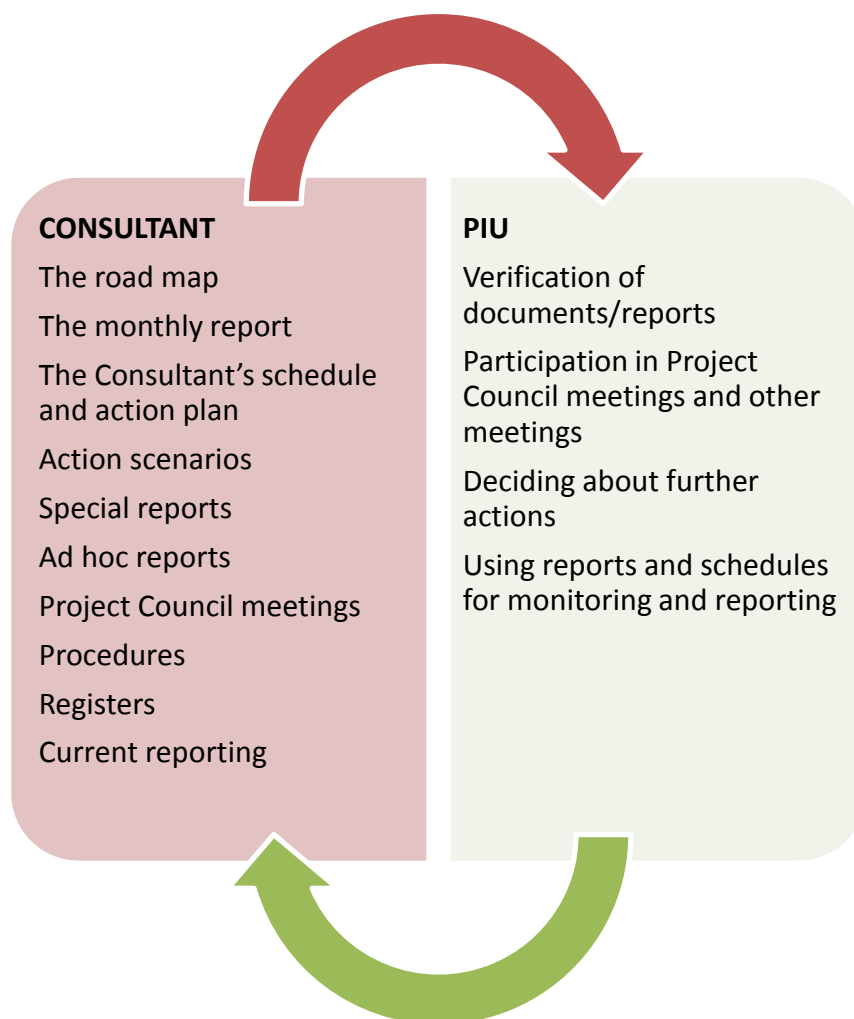 CONSULTANT
The road map
The monthly report
The Consultant’s schedule
and action plan
Action scenarios
Special reports
Ad hoc reports
Project Council meetings
Procedures
Registers
Current reporting
PIU
Verification of
documents/reports
Participation in Project
Council meetings and other
meetings
Deciding about further
actions
Using reports and schedules
for monitoring and reporting